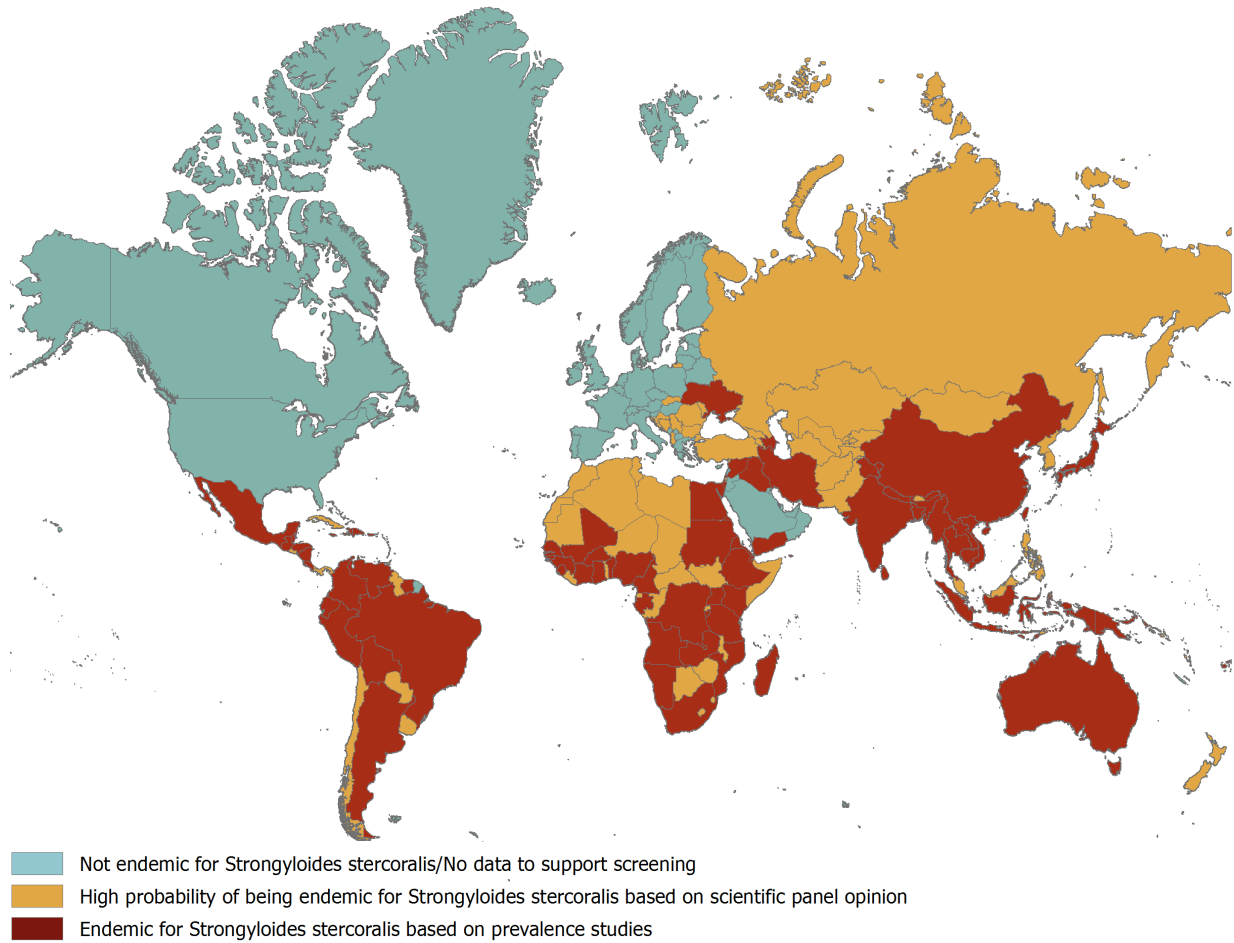 Not endemic for Strongyloides stercoralis/No data to support screening
High probability of being endemic for Strongyloides stercoralis based on scientific panel opinion
Endemic for Strongyloides stercoralis based on prevalence studies